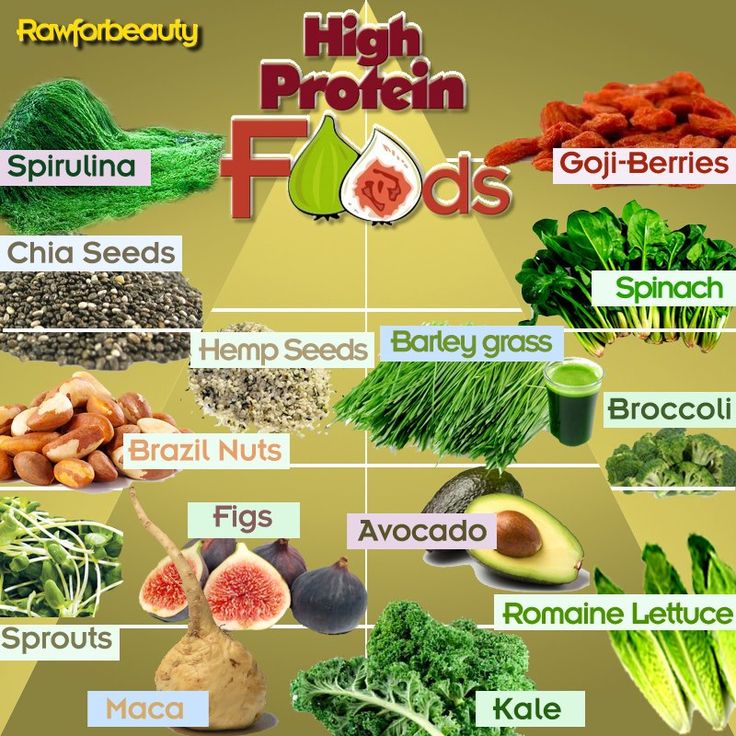 Rawforbeauty
High
Protein
Foods
Spirulina
Goji-Berries
Chia Seeds
Spinach
Hemp Seeds
Barley grass
Broccoli
Brazil Nuts
Figs
Avocado
Romaine Lettuce
Sprouts
Maca
Kale